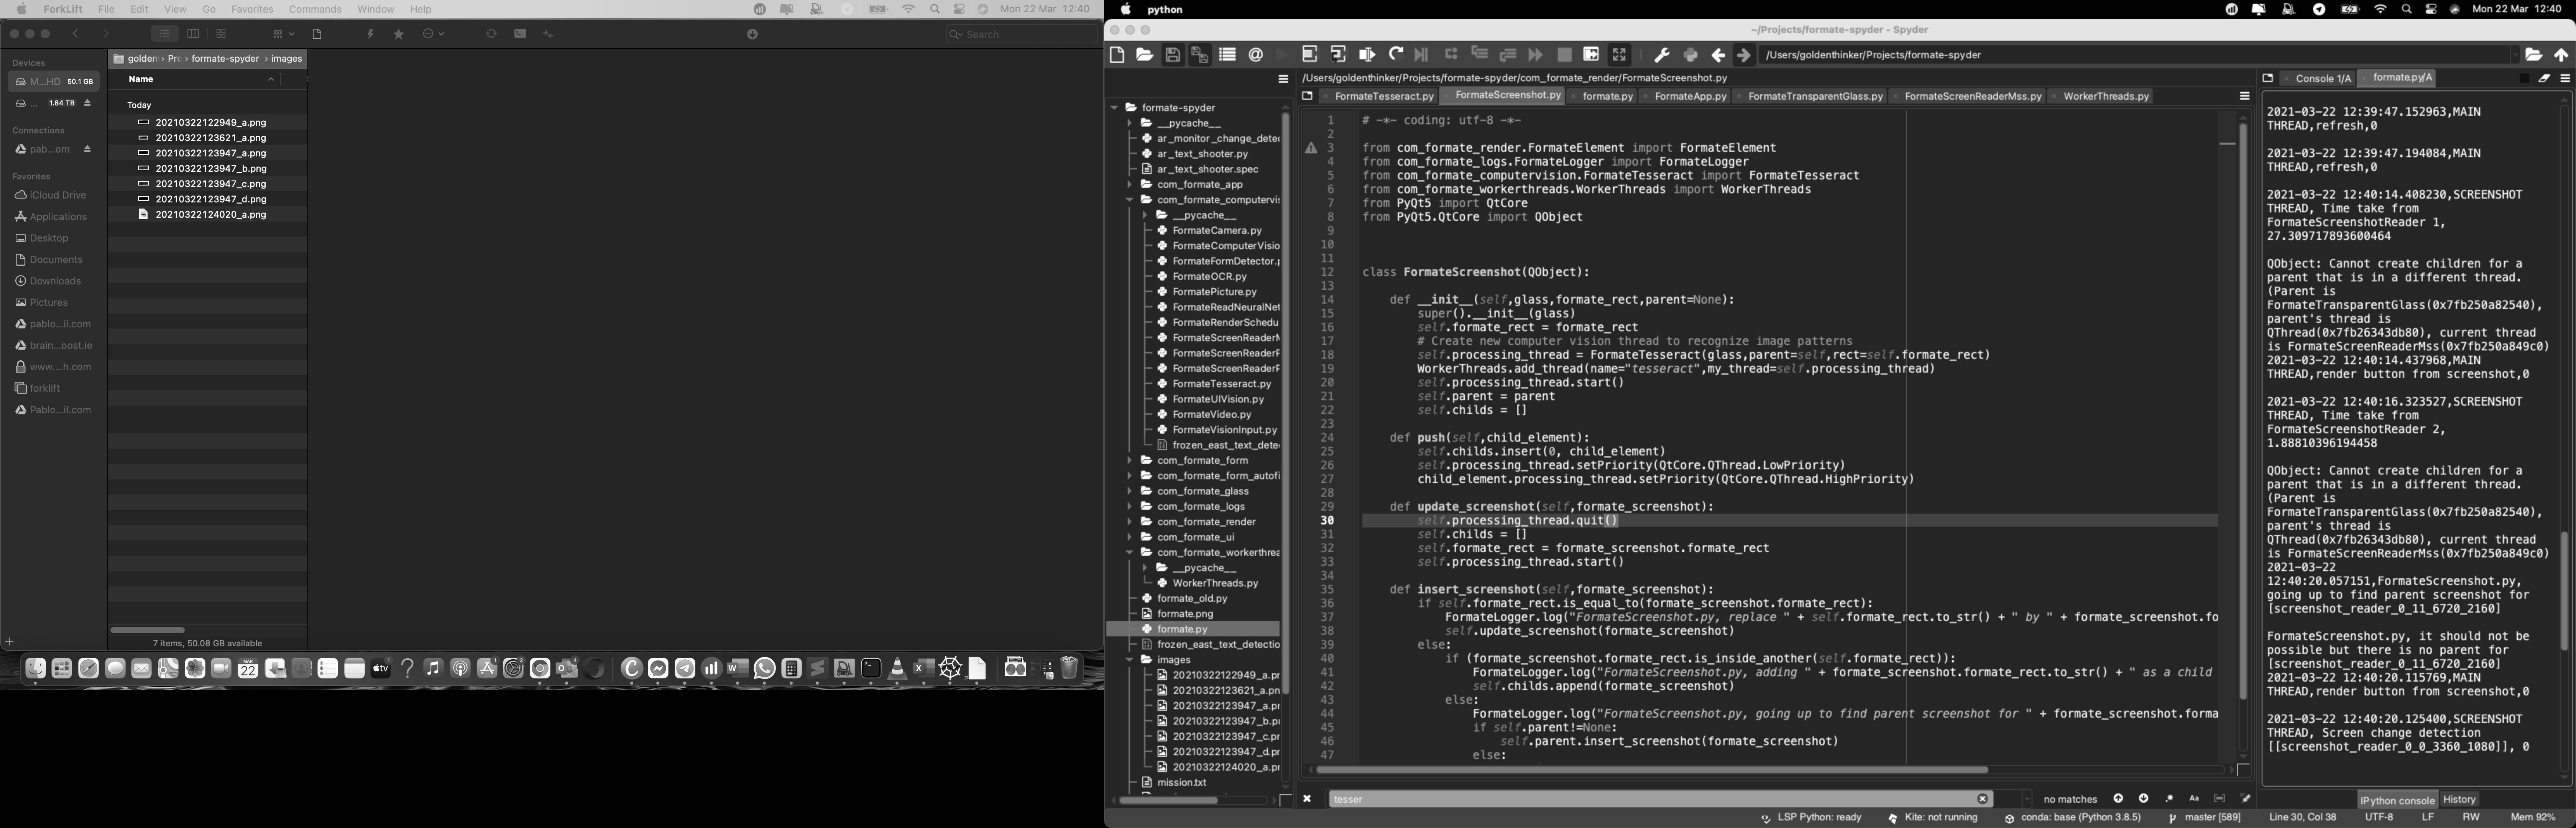 ForkLift File Edit View Go Favorites Commands Window Help
Mon 22 Mar 12:40
Search
Devices
M...HD 50.1 GB
... 1.84 TB
Connections
pab...om
Favorites
iCloud Drive
Applications
Desktop
Documents
Downloads
Pictures
pablo...il.com
brain...oost.ie
www....h.com
forklift
Pablo...il.com
golden › Prc › formate-spyder › images
Name
Today
20210322122949_a.png
20210322123621_a.png
20210322123947_a.png
20210322123947_b.png
20210322123947_c.png
20210322123947_d.png
20210322124020_a.png
7 items, 50.08 GB available
python
Mon 22 Mar 12:40
~/Projects/formate-spyder - Spyder
/Users/goldenthinker/Projects/formate-spyder
/Users/goldenthinker/Projects/formate-spyder/com_formate_render/FormateScreenshot.py
FormateTesseract.py FormateScreenshot.py formate.py FormateApp.py FormateTransparentGlass.py FormateScreenReaderMss.py WorkerThreads.py
formate-spyder
__pycache__
ar_monitor_change_detec
ar_text_shooter.py
ar_text_shooter.spec
com_formate_app
com_formate_computervis
__pycache__
FormateCamera.py
FormateComputerVisio
FormateFormDetector.p
FormateOCR.py
FormatePicture.py
FormateReadNeuralNet
FormateRenderSchedu
FormateScreenReaderM
FormateScreenReaderF
FormateScreenReaderF
FormateTesseract.py
FormateUIVision.py
FormateVideo.py
FormateVisionInput.py
frozen_east_text_dete
com_formate_form
com_formate_form_autofi
com_formate_glass
com_formate_logs
com_formate_render
com_formate_ui
com_formate_workerthrea
__pycache__
WorkerThreads.py
formate_old.py
formate.png
formate.py
frozen_east_text_detectio
images
20210322122949_a.pr
20210322123621_a.pn
20210322123947_a.pr
20210322123947_b.pr
20210322123947_c.pr
20210322123947_d.pr
20210322124020_a.pr
mission.txt
1 # -*- coding: utf-8 -*-
2
3 from com_formate_render.FormateElement import FormateElement
4 from com_formate_logs.FormateLogger import FormateLogger
5 from com_formate_computervision.FormateTesseract import FormateTesseract
6 from com_formate_workerthreads.WorkerThreads import WorkerThreads
7 from PyQt5 import QtCore
8 from PyQt5.QtCore import QObject
9
10
11
12 class FormateScreenshot(QObject):
13
14 def __init__(self,glass,formate_rect,parent=None):
15 super().__init__(glass)
16 self.formate_rect = formate_rect
17 # Create new computer vision thread to recognize image patterns
18 self.processing_thread = FormateTesseract(glass,parent=self,rect=self.formate_rect)
19 WorkerThreads.add_thread(name="tesseract",my_thread=self.processing_thread)
20 self.processing_thread.start()
21 self.parent = parent
22 self.childs = []
23
24 def push(self,child_element):
25 self.childs.insert(0, child_element)
26 self.processing_thread.setPriority(QtCore.QThread.LowPriority)
27 child_element.processing_thread.setPriority(QtCore.QThread.HighPriority)
28
29 def update_screenshot(self,formate_screenshot):
30 self.processing_thread.quit()
31 self.childs = []
32 self.formate_rect = formate_screenshot.formate_rect
33 self.processing_thread.start()
34
35 def insert_screenshot(self,formate_screenshot):
36 if self.formate_rect.is_equal_to(formate_screenshot.formate_rect):
37 FormateLogger.log("FormateScreenshot.py, replace " + self.formate_rect.to_str() + " by " + formate_screenshot.fo
38 self.update_screenshot(formate_screenshot)
39 else:
40 if (formate_screenshot.formate_rect.is_inside_another(self.formate_rect)):
41 FormateLogger.log("FormateScreenshot.py, adding " + formate_screenshot.formate_rect.to_str() + " as a child
42 self.childs.append(formate_screenshot)
43 else:
44 FormateLogger.log("FormateScreenshot.py, going up to find parent screenshot for " + formate_screenshot.forma
45 if self.parent!=None:
46 self.parent.insert_screenshot(formate_screenshot)
47 else:
tesser
no matches
Console 1/A formate.py/A
2021-03-22 12:39:47.152963,MAIN
THREAD,refresh,0
2021-03-22 12:39:47.194084,MAIN
THREAD,refresh,0
2021-03-22 12:40:14.408230,SCREENSHOT
THREAD, Time take from
FormateScreenshotReader 1,
27.309717893600464
QObject: Cannot create children for a
parent that is in a different thread.
(Parent is
FormateTransparentGlass(0x7fb250a82540),
parent's thread is
QThread(0x7fb26343db80), current thread
is FormateScreenReaderMss(0x7fb250a849c0)
2021-03-22 12:40:14.437968,MAIN
THREAD,render button from screenshot,0
2021-03-22 12:40:16.323527,SCREENSHOT
THREAD, Time take from
FormateScreenshotReader 2,
1.88810396194458
QObject: Cannot create children for a
parent that is in a different thread.
(Parent is
FormateTransparentGlass(0x7fb250a82540),
parent's thread is
QThread(0x7fb26343db80), current thread
is FormateScreenReaderMss(0x7fb250a849c0)
2021-03-22
12:40:20.057151,FormateScreenshot.py,
going up to find parent screenshot for
[screenshot_reader_0_11_6720_2160]
FormateScreenshot.py, it should not be
possible but there is no parent for
[screenshot_reader_0_11_6720_2160]
2021-03-22 12:40:20.115769,MAIN
THREAD,render button from screenshot,0
2021-03-22 12:40:20.125400,SCREENSHOT
THREAD, Screen change detection
[[screenshot_reader_0_0_3360_1080]], 0
IPython console History
LSP Python: ready Kite: not running conda: base (Python 3.8.5) master [589] Line 30, Col 38 UTF-8 LF RW Mem 92%